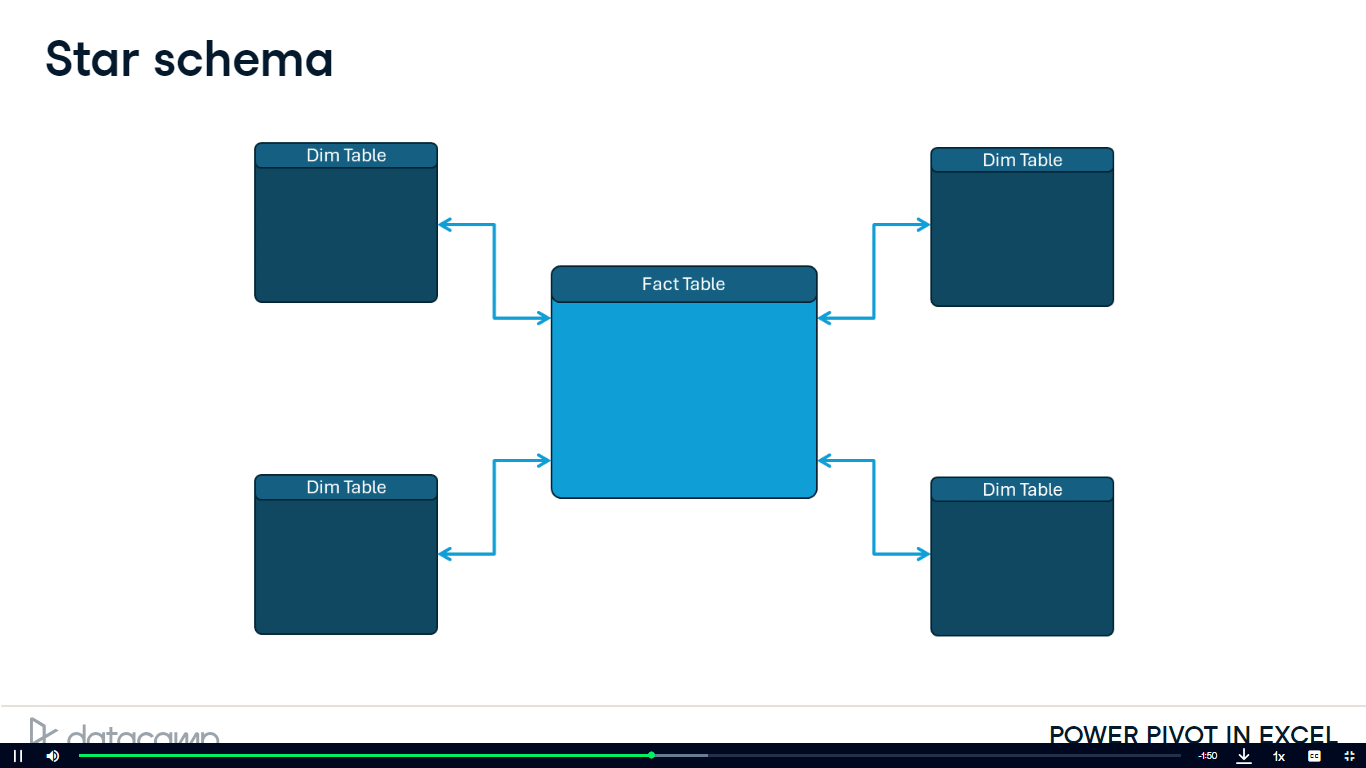 Star schema
Dim Table
Dim Table
Fact Table
Dim Table
Dim Table
datacamp
POWER PIVOT IN EXCEL
-1:50
1x
CC